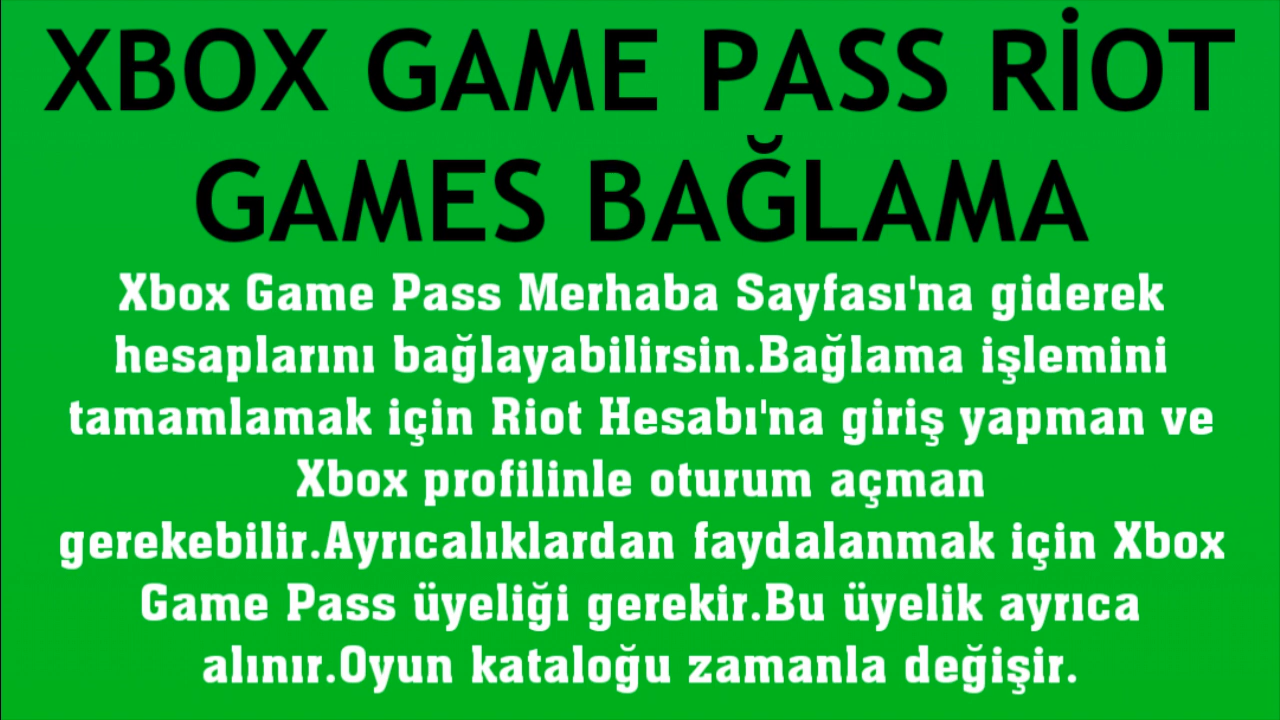 XBOX GAME PASS RİOT
GAMES BAĞLAMA
Xbox Game Pass Merhaba Sayfası'na giderek
hesaplarını bağlayabilirsin.Bağlama işlemini
tamamlamak için Riot Hesabı'na giriş yapman ve
Xbox profilinle oturum açman
gerekebilir.Ayrıcalıklardan faydalanmak için Xbox
Game Pass üyeliği gerekir.Bu üyelik ayrıca
alınır.Oyun kataloğu zamanla değişir.